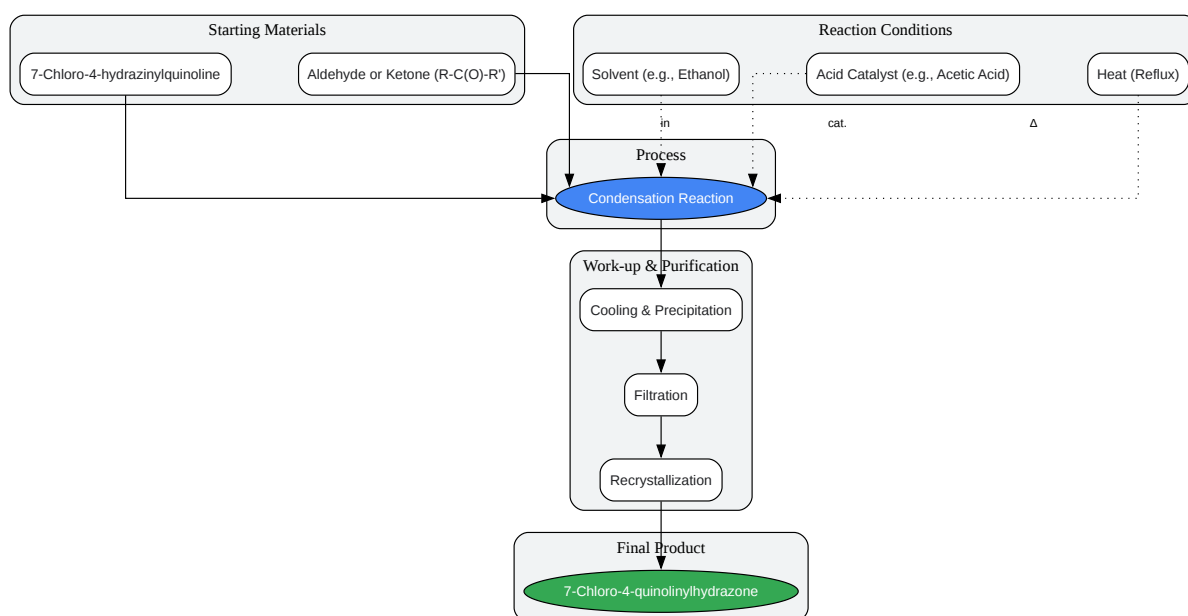 Starting Materials
Reaction Conditions
7-Chloro-4-hydrazinylquinoline
Aldehyde or Ketone (R-C(O)-R')
Solvent (e.g., Ethanol)
Acid Catalyst (e.g., Acetic Acid)
Heat (Reflux)
in
cat.
Δ
Process
Condensation Reaction
Work-up & Purification
Cooling & Precipitation
Filtration
Recrystallization
Final Product
7-Chloro-4-quinolinylhydrazone